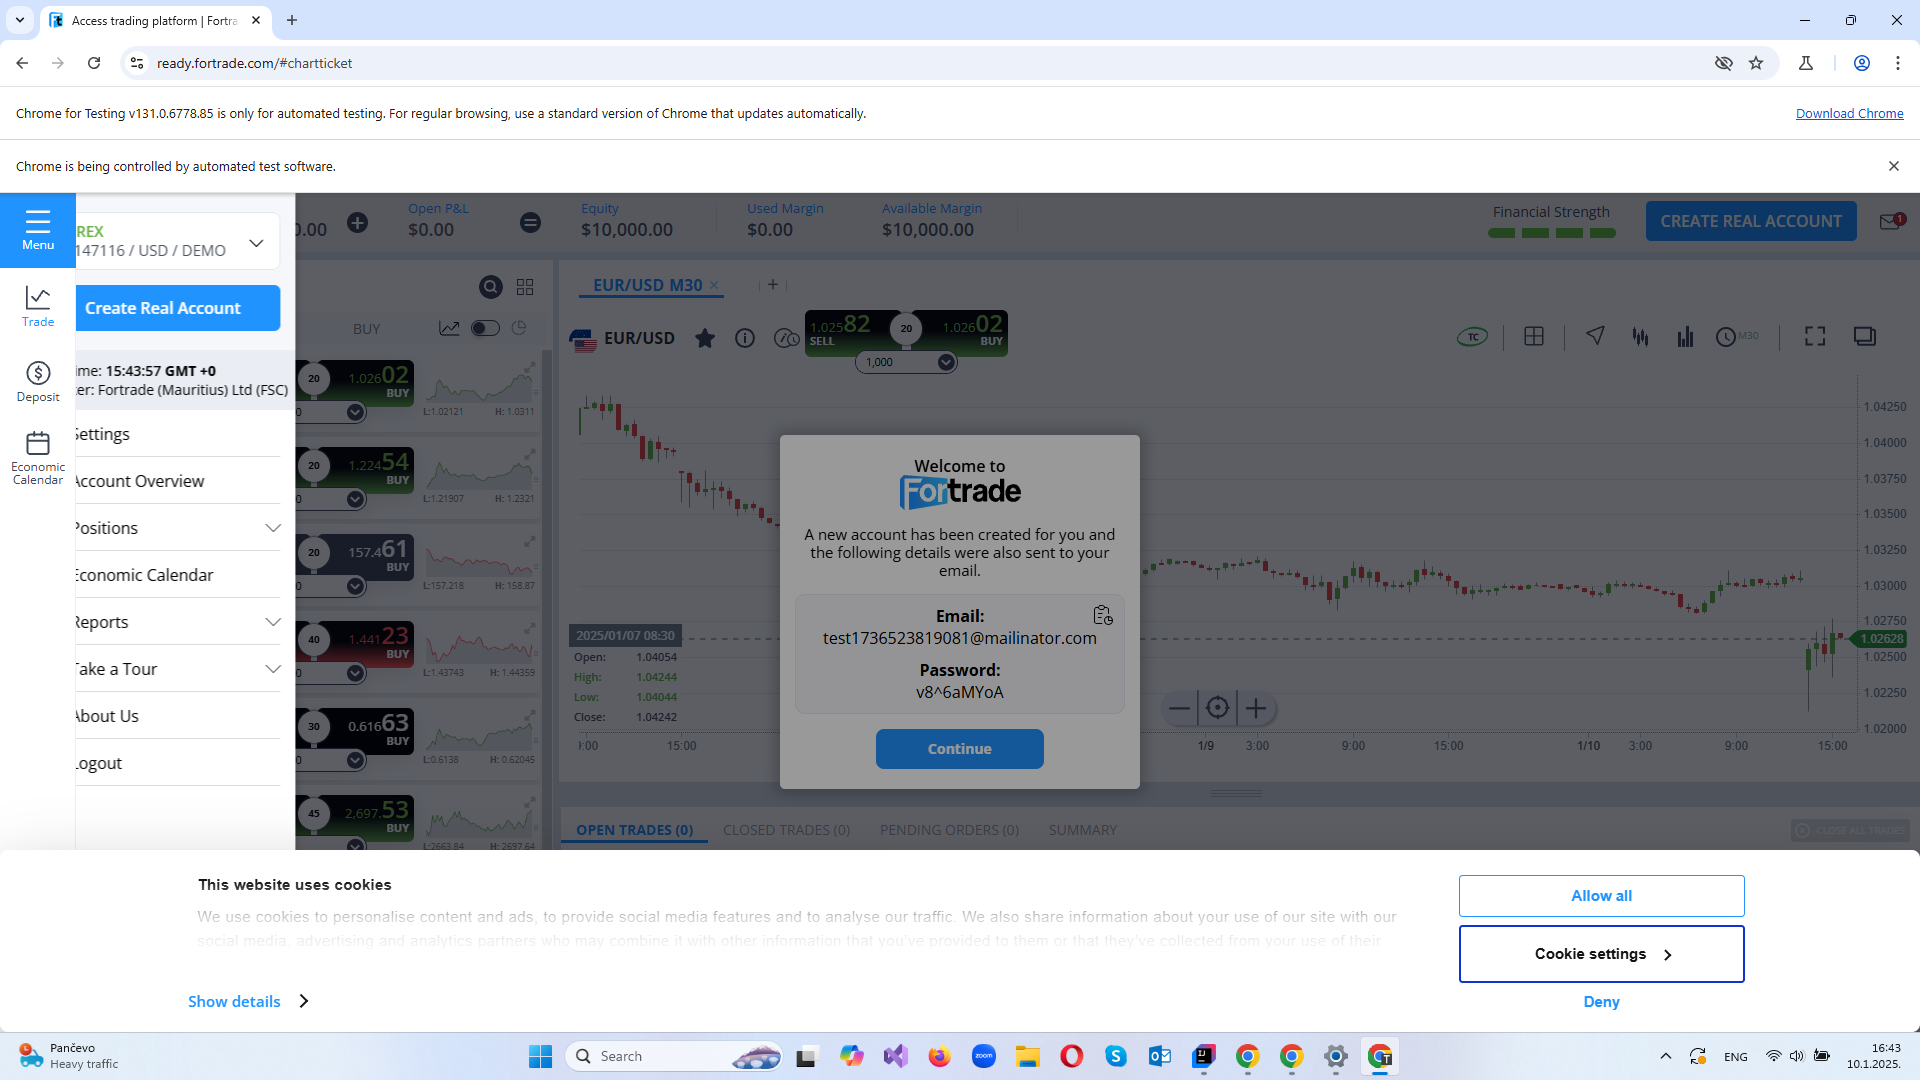 Access trading platform | Fortra
ready.fortrade.com/#chartticket
Chrome for Testing v131.0.6778.85 is only for automated testing. For regular browsing, use a standard version of Chrome that updates automatically.
Download Chrome
Chrome is being controlled by automated test software.
Menu
REX
147116 / USD / DEMO
0.00
Open P&L
$0.00
Equity
$10,000.00
Used Margin
$0.00
Available Margin
$10,000.00
Financial Strength
CREATE REAL ACCOUNT
1
Trade
Create Real Account
EUR/USD M30
BUY
EUR/USD
1.02582
SELL
20
1.02602
BUY
1,000
TC
M30
ime: 15:43:57 GMT +0
er: Fortrade (Mauritius) Ltd (FSC)
Deposit
Economic
Calendar
Settings
Account Overview
Positions
Economic Calendar
Reports
Take a Tour
About Us
Logout
20
1.02602
BUY
L:1.02121
H: 1.0311
20
1.22454
BUY
L:1.21907
H: 1.2321
20
157.461
BUY
L:157.218
H: 158.87
40
1.44123
BUY
L:1.43743
H: 1.44359
30
0.61663
BUY
L:0.6138
H: 0.62045
45
2,697.53
BUY
L:2663.84
H: 2697.64
1.04250
1.04000
1.03750
1.03500
1.03250
1.03000
1.02750
1.02628
1.02500
1.02250
1.02000
2025/01/07 08:30
Open: 1.04054
High: 1.04244
Low: 1.04044
Close: 1.04242
15:00
1/9
3:00
9:00
15:00
1/10
3:00
9:00
15:00
Welcome to
Fortrade
A new account has been created for you and
the following details were also sent to your
email.
Email:
test1736523819081@mailinator.com
Password:
v8^6aMYoA
Continue
OPEN TRADES (0)
CLOSED TRADES (0)
PENDING ORDERS (0)
SUMMARY
CLOSE ALL TRADES
This website uses cookies
We use cookies to personalise content and ads, to provide social media features and to analyse our traffic. We also share information about your use of our site with our
social media, advertising and analytics partners who may combine it with other information that you've provided to them or that they've collected from your use of their
Show details
Allow all
Cookie settings
Deny
Pančevo
Heavy traffic
Search
zoom
ENG
16:43
10.1.2025.